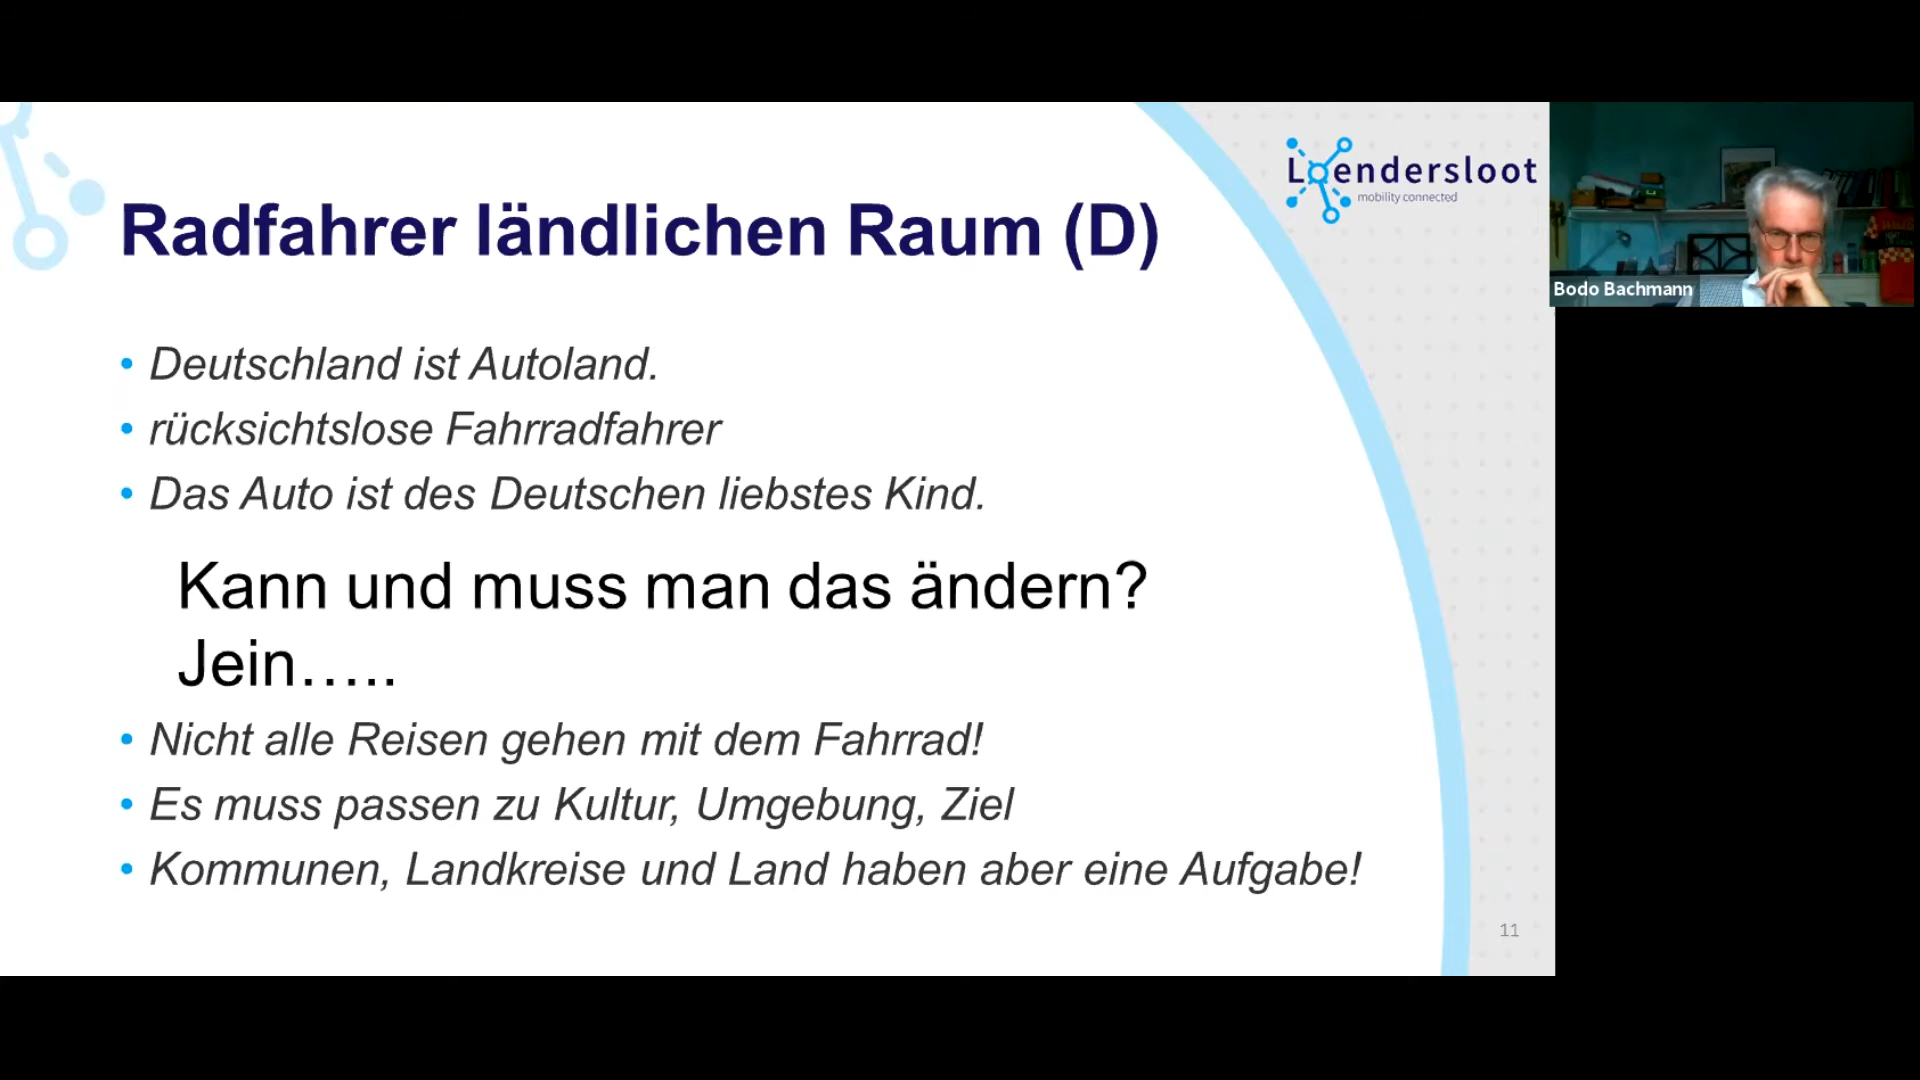 Loendersloot
mobility connected
Radfahrer ländlichen Raum (D)
• Deutschland ist Autoland.
• rücksichtslose Fahrradfahrer
• Das Auto ist des Deutschen liebstes Kind.
Kann und muss man das ändern?
Jein…..
• Nicht alle Reisen gehen mit dem Fahrrad!
• Es muss passen zu Kultur, Umgebung, Ziel
• Kommunen, Landkreise und Land haben aber eine Aufgabe!
11
Bodo Bachmann